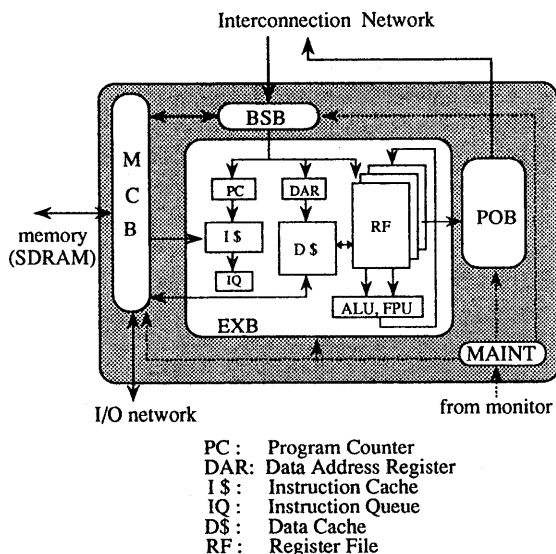 Interconnection Network
BSB
M
C
B
PC
DAR
I $
D $
RF
IQ
ALU, FPU
EXB
POB
MAINT
memory
(SDRAM)
I/O network
from monitor
PC : Program Counter
DAR: Data Address Register
I $ : Instruction Cache
IQ : Instruction Queue
D$ : Data Cache
RF : Register File